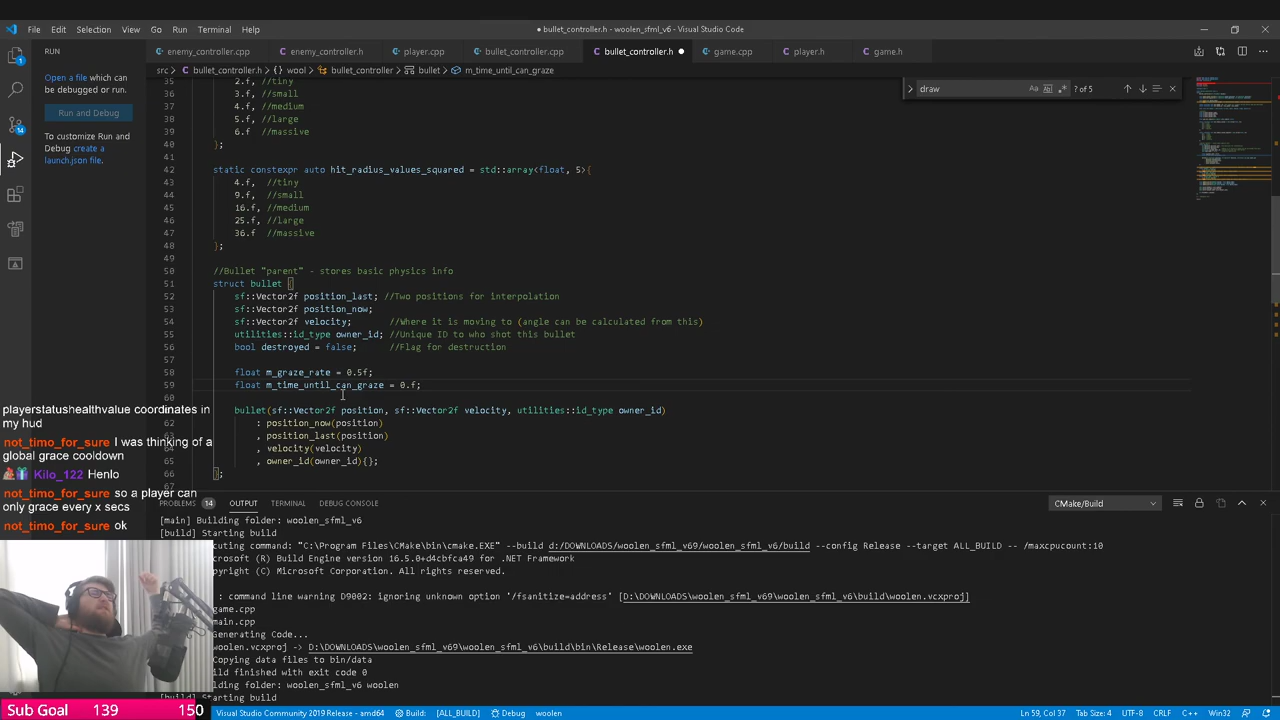 File Edit Selection View Go Run Terminal Help
● bullet_controller.h - woolen_sfml_v6 - Visual Studio Code
RUN
enemy_controller.cpp enemy_controller.h player.cpp bullet_controller.cpp bullet_controller.h ● game.cpp player.h game.h
src > bullet_controller.h > {} wool > bullet_controller > bullet > m_time_until_can_graze
Open a file which can
be debugged or run.
Run and Debug
To customize Run and
Debug create a
launch.json file.
draw Aa ? of 5
35 2.f, //tiny
36 3.f, //small
37 4.f, //medium
38 5.f, //large
39 6.f //massive
40 };
41
42 static constexpr auto hit_radius_values_squared = std::array<float, 5>{
43 4.f, //tiny
44 9.f, //small
45 16.f, //medium
46 25.f, //large
47 36.f //massive
48 };
49
50 //Bullet "parent" - stores basic physics info
51 struct bullet {
52 sf::Vector2f position_last; //Two positions for interpolation
53 sf::Vector2f position_now;
54 sf::Vector2f velocity; //Where it is moving to (angle can be calculated from this)
55 utilities::id_type owner_id; //Unique ID to who shot this bullet
56 bool destroyed = false; //Flag for destruction
57
58 float m_graze_rate = 0.5f;
59 float m_time_until_can_graze = 0.f;
60
bullet(sf::Vector2f position, sf::Vector2f velocity, utilities::id_type owner_id)
62 : position_now(position)
63 , position_last(position)
64 , velocity(velocity)
65 , owner_id(owner_id){};
66 };
67
playerstatushealthvalue coordinates in
my hud
not_timo_for_sure I was thinking of a
global grace cooldown
Kilo_122 Henlo
not_timo_for_sure so a player can
only grace every x secs
not_timo_for_sure ok
PROBLEMS 14 OUTPUT TERMINAL DEBUG CONSOLE CMake/Build
[main] Building folder: woolen_sfml_v6
[build] Starting build
cuting command: "C:\Program Files\CMake\bin\cmake.EXE" --build d:/DOWNLOADS/woolen_sfml_v69/woolen_sfml_v6/build --config Release --target ALL_BUILD -- /maxcpucount:10
osoft (R) Build Engine version 16.5.0+d4cbfca49 for .NET Framework
opyright (C) Microsoft Corporation. All rights reserved.
: command line warning D9002: ignoring unknown option '/fsanitize=address' [D:\DOWNLOADS\woolen_sfml_v69\woolen_sfml_v6\build\woolen.vcxproj]
game.cpp
main.cpp
Generating Code...
woolen.vcxproj -> D:\DOWNLOADS\woolen_sfml_v69\woolen_sfml_v6\build\bin\Release\woolen.exe
Copying data files to bin/data
ild finished with exit code 0
lding folder: woolen_sfml_v6 woolen
[build] Starting build
Sub Goal 139 150
Visual Studio Community 2019 Release - amd64 Build: [ALL_BUILD] Debug woolen Ln 59, Col 37 Tab Size: 4 UTF-8 CRLF C++ Win32